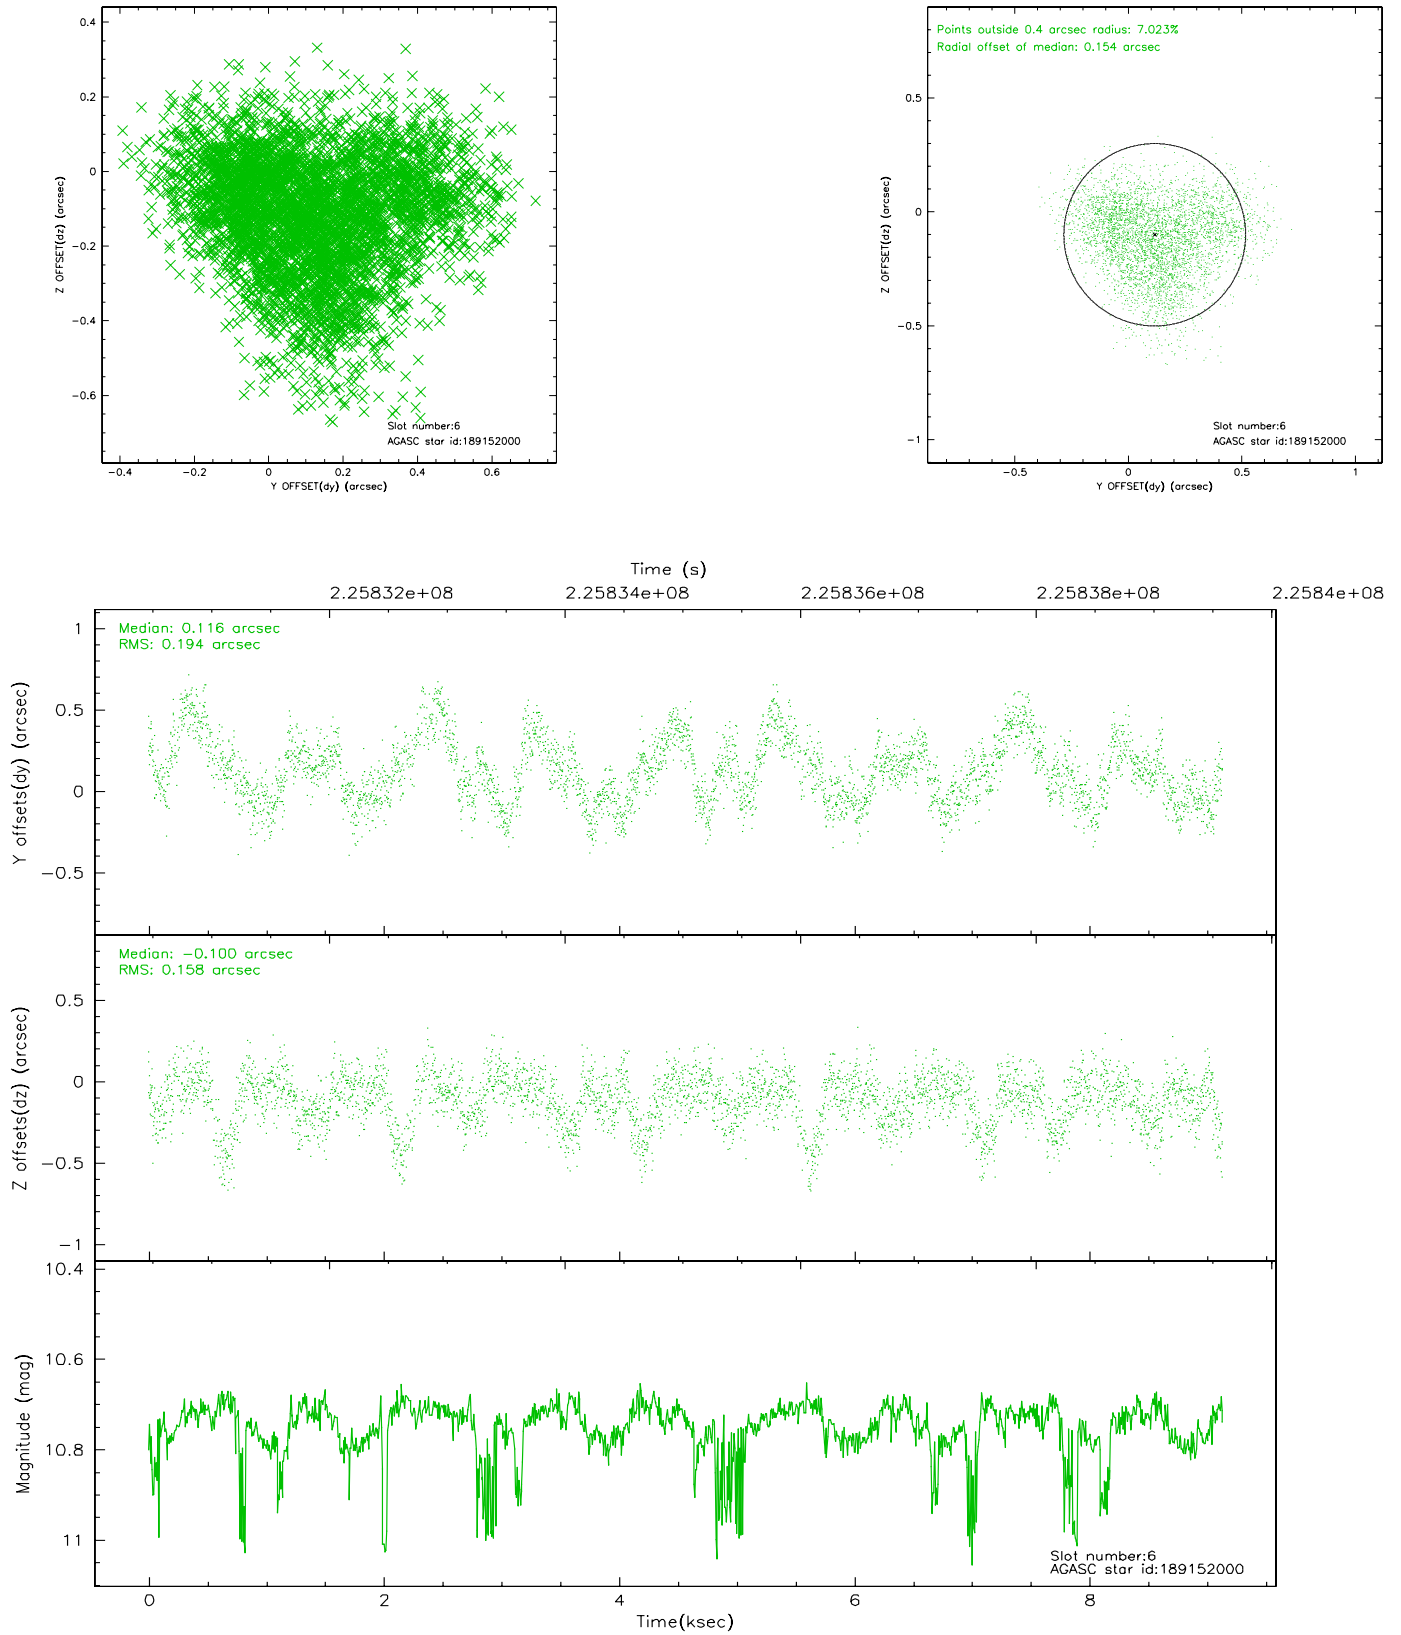 0.4
0.2
0
−0.2
−0.4
−0.6
Z OFFSET(dz) (arcsec)
Slot number:6
AGASC star id:189152000
−0.4 −0.2 0 0.2 0.4 0.6
Y OFFSET(dy) (arcsec)
Points outside 0.4 arcsec radius: 7.023%
Radial offset of median: 0.154 arcsec
0.5
0
−0.5
−1
Z OFFSET(dz) (arcsec)
Slot number:6
AGASC star id:189152000
−0.5 0 0.5 1
Y OFFSET(dy) (arcsec)
Time (s)
2.25832e+08 2.25834e+08 2.25836e+08 2.25838e+08 2.2584e+08
Median: 0.116 arcsec
RMS: 0.194 arcsec
1
0.5
0
−0.5
Y offsets(dy) (arcsec)
Median: −0.100 arcsec
RMS: 0.158 arcsec
0.5
0
−0.5
−1
Z offsets(dz) (arcsec)
10.4
10.6
10.8
11
Magnitude (mag)
Slot number:6
AGASC star id:189152000
0 2 4 6 8
Time(ksec)